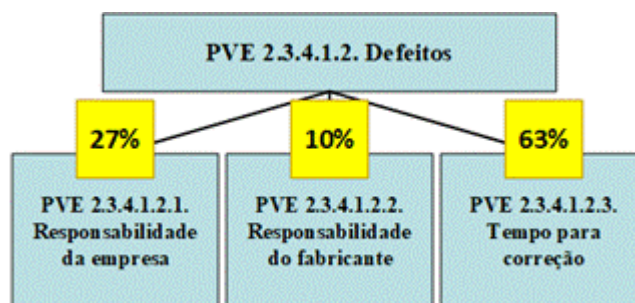 PVE 2.3.4.1.2. Defeitos
27%
10%
63%
PVE 2.3.4.1.2.1.
Responsabilidade
da empresa
PVE 2.3.4.1.2.2.
Responsabilidade
do fabricante
PVE 2.3.4.1.2.3.
Tempo para
correção